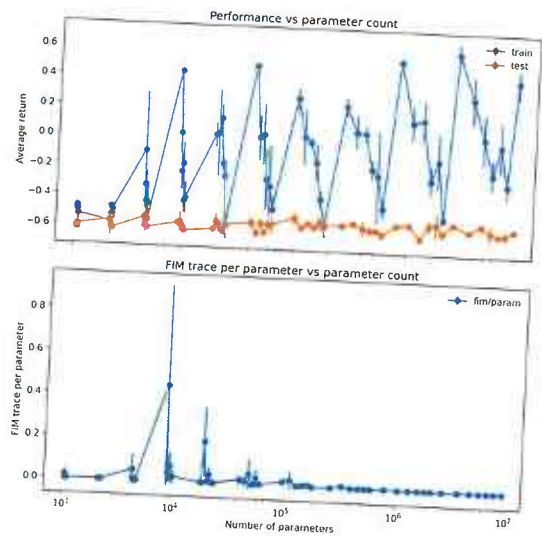 Performance vs parameter count
train
test
0.6
0.4
0.2
0.0
−0.2
−0.4
−0.6
Average return
FIM trace per parameter vs parameter count
fim/param
0.8
0.6
0.4
0.2
0.0
FIM trace per parameter
10³ 10⁴ 10⁵ 10⁶ 10⁷
Number of parameters